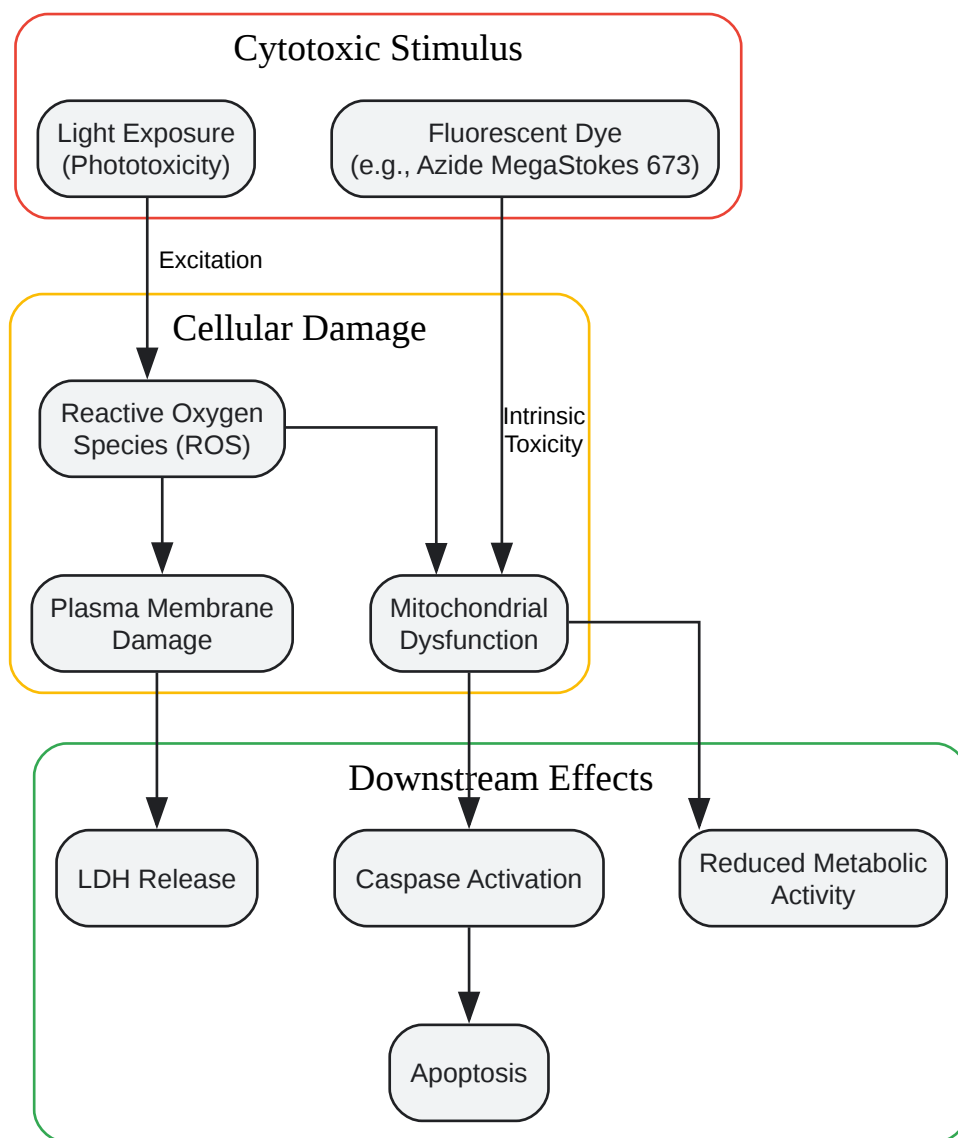 Cytotoxic Stimulus
Light Exposure
(Phototoxicity)
Fluorescent Dye
(e.g., Azide MegaStokes 673)
Excitation
Cellular Damage
Reactive Oxygen
Species (ROS)
Intrinsic
Toxicity
Plasma Membrane
Damage
Mitochondrial
Dysfunction
Downstream Effects
LDH Release
Caspase Activation
Reduced Metabolic
Activity
Apoptosis